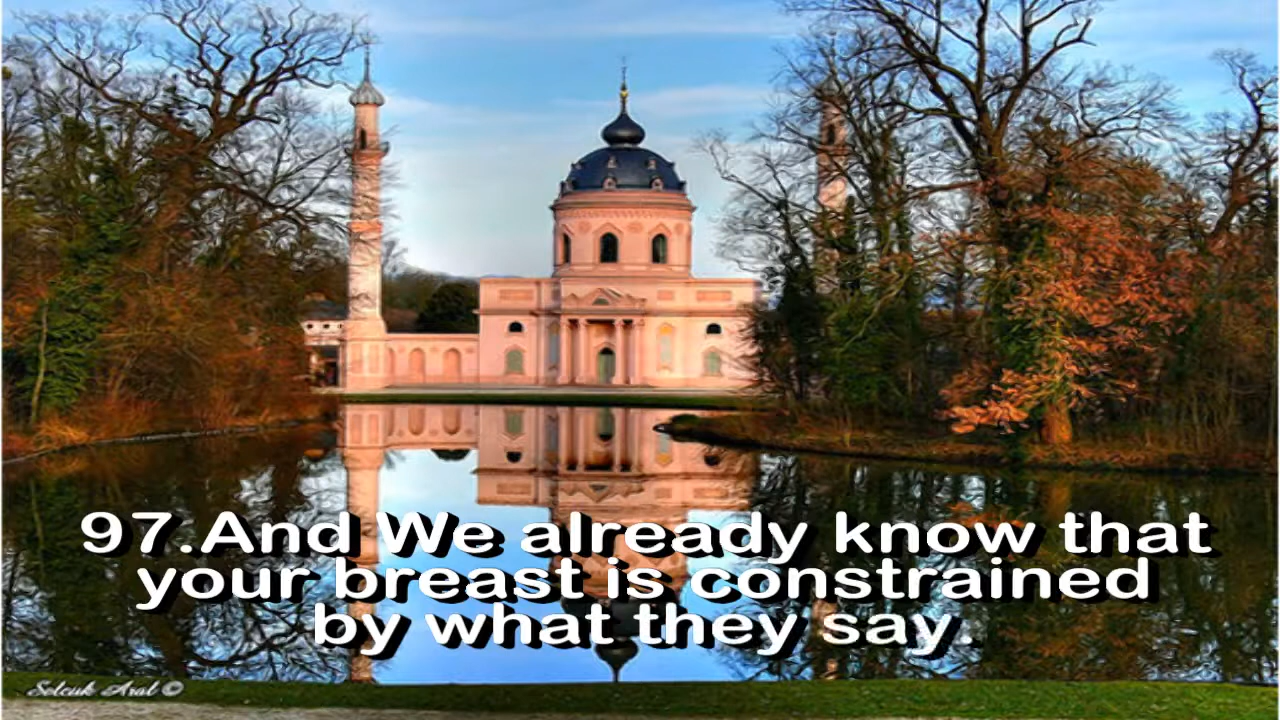 97.And We already know that
your breast is constrained
by what they say.
Selcuk Aral ©